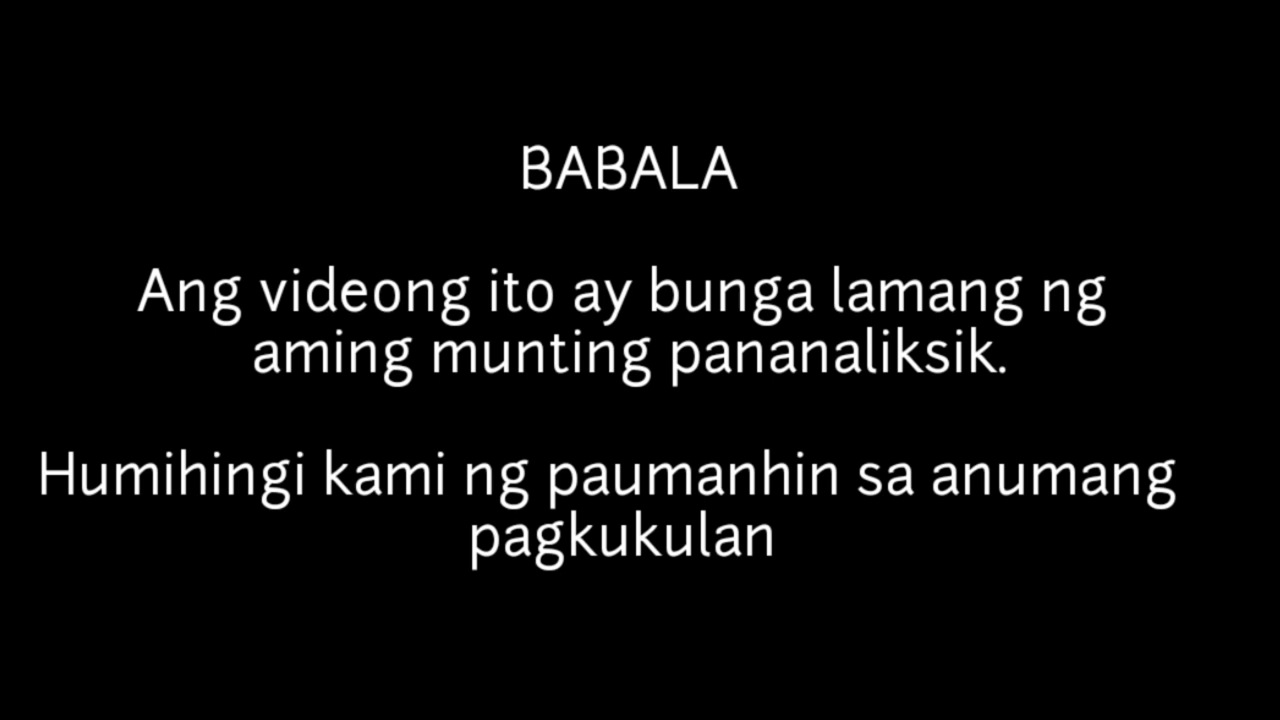 BABALA
Ang videong ito ay bunga lamang ng
aming munting pananaliksik.
Humihingi kami ng paumanhin sa anumang
pagkukulan